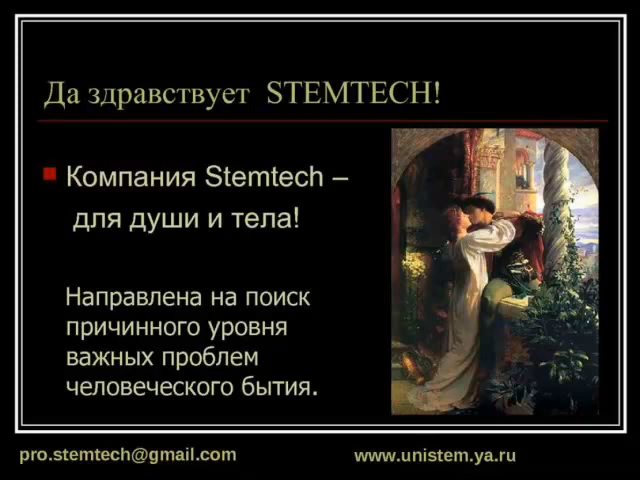 Да здравствует STEMTECH!
Компания Stemtech –
для души и тела!
Направлена на поиск
причинного уровня
важных проблем
человеческого бытия.
pro.stemtech@gmail.com
www.unistem.ya.ru